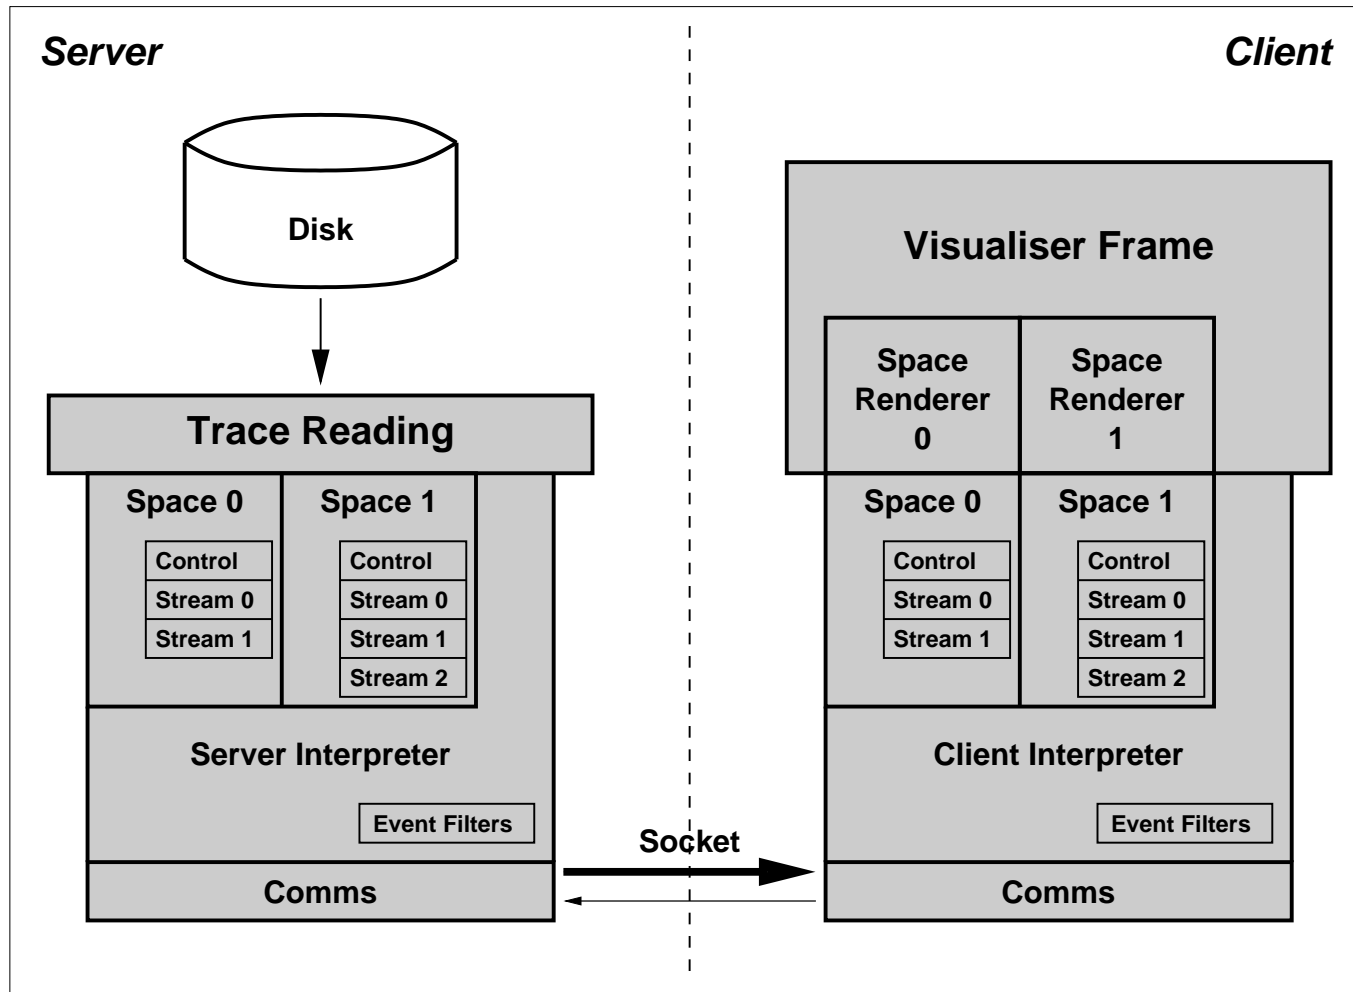 Server
Client
Disk
Trace Reading
Space 0
Control
Stream 0
Stream 1
Space 1
Control
Stream 0
Stream 1
Stream 2
Server Interpreter
Event Filters
Comms
Socket
Visualiser Frame
Space
Renderer
0
Space
Renderer
1
Space 0
Control
Stream 0
Stream 1
Space 1
Control
Stream 0
Stream 1
Stream 2
Client Interpreter
Event Filters
Comms